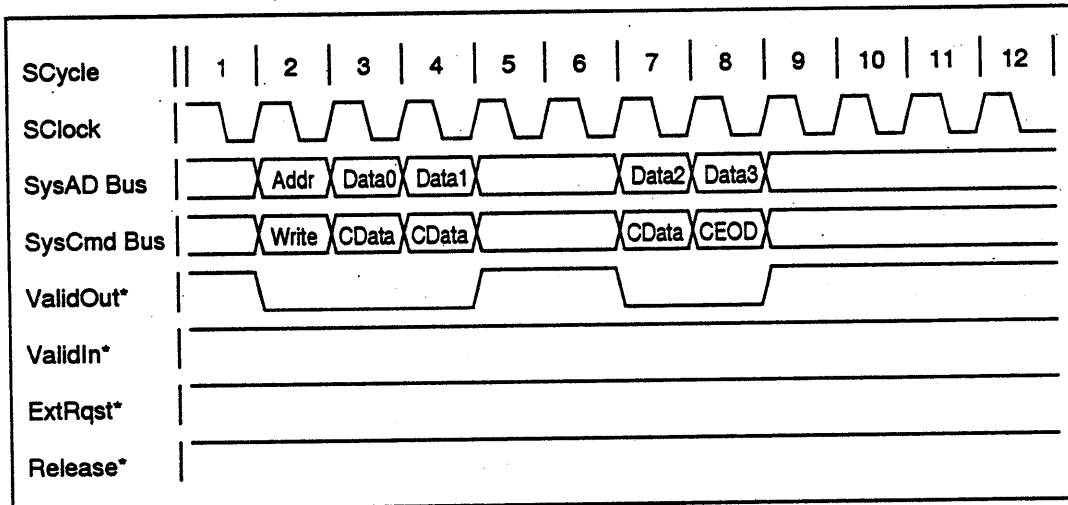 SCycle 1 2 3 4 5 6 7 8 9 10 11 12
SClock
SysAD Bus Addr Data0 Data1 Data2 Data3
SysCmd Bus Write CData CData CData CEOD
ValidOut*
ValidIn*
ExtRqst*
Release*